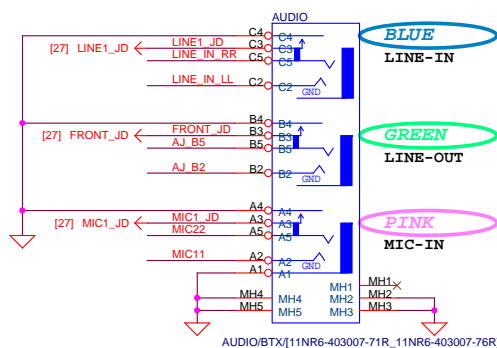 AUDIO
C4 C4 BLUE
[27] LINE1_JD LINE1_JD C3 C3
LINE_IN_RR C5 C5 LINE-IN
LINE_IN_LL C2 C2
GND
B4 B4
[27] FRONT_JD FRONT_JD B3 B3 GREEN
AJ_B5 B5 B5 LINE-OUT
AJ_B2 B2 B2
GND
A4 A4
[27] MIC1_JD MIC1_JD A3 A3 PINK
MIC22 A5 A5 MIC-IN
MIC11 A2 A2
GND
A1 A1
MH1 MH1
MH4 MH4 MH2 MH2
MH5 MH5 MH3 MH3
AUDIO/BTX/[11NR6-403007-71R_11NR6-403007-76R